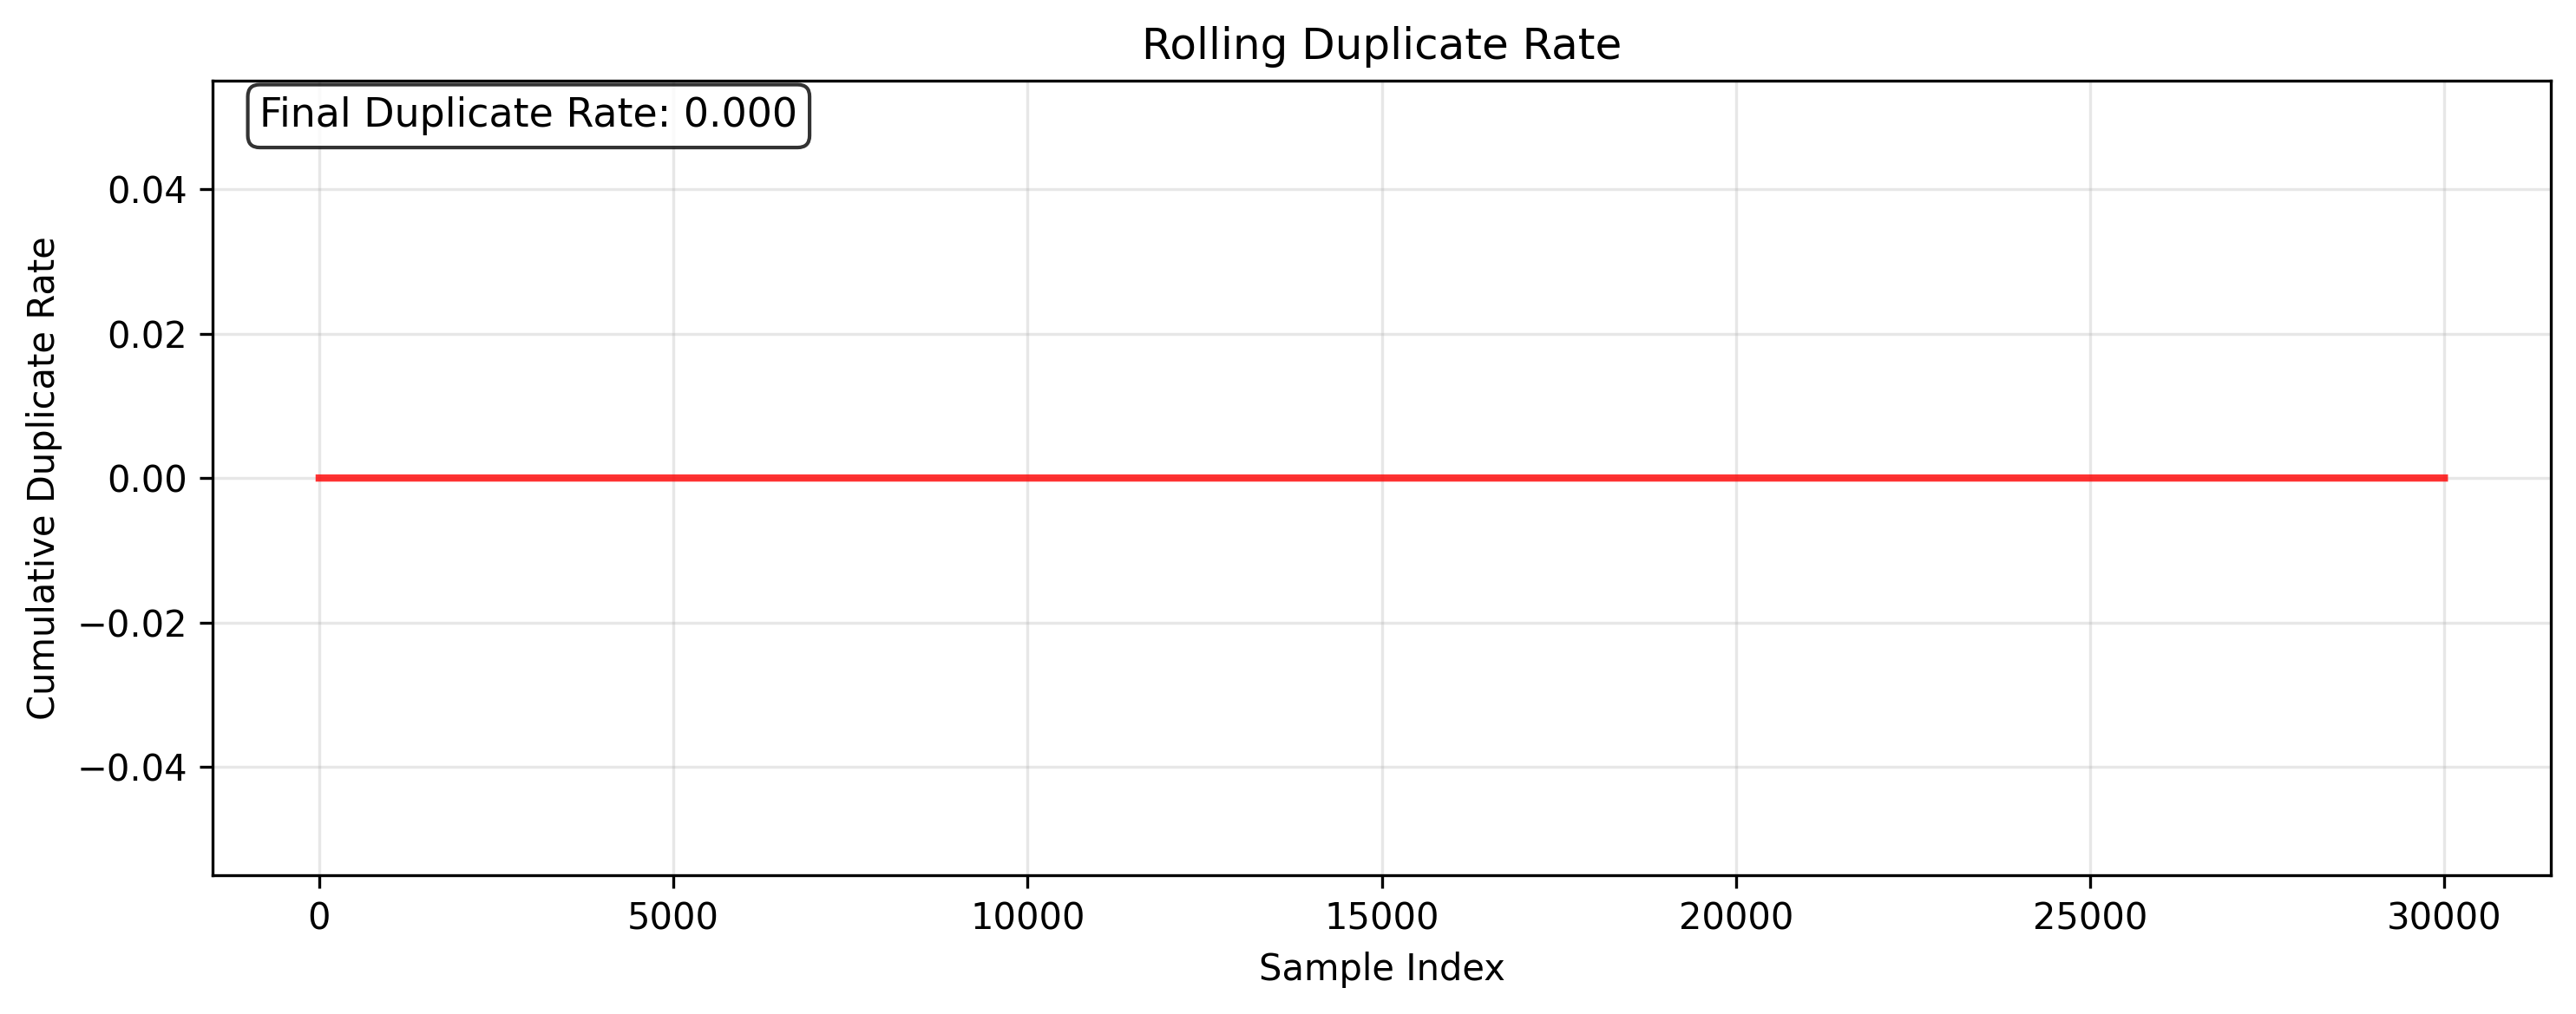 Rolling Duplicate Rate
Final Duplicate Rate: 0.000
Cumulative Duplicate Rate
0.04
0.02
0.00
−0.02
−0.04
0 5000 10000 15000 20000 25000 30000
Sample Index